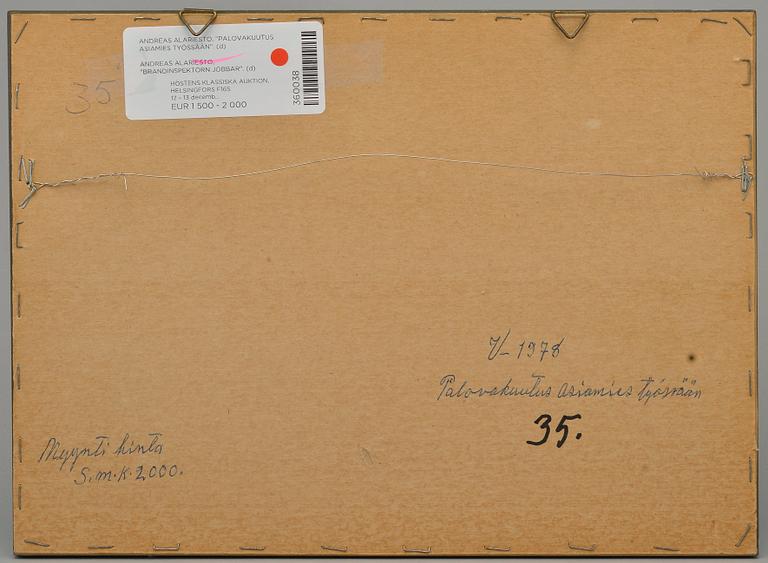 ANDREAS ALARIESTO, "PALOVAKUUTUS
ASIAMIES TYÖSSÄÄN". (d)
ANDREAS ALARIESTO,
"BRANDINSPEKTORN JOBBAR". (d)
HÖSTENS KLASSISKA AUKTION,
HELSINGFORS F165
12 - 13 decemb...
EUR 1 500 - 2 000
360038
35
V- 1978
Palovakuutus asiamies työssään
35.
Myynti hinta
S.m.k. 2,000.